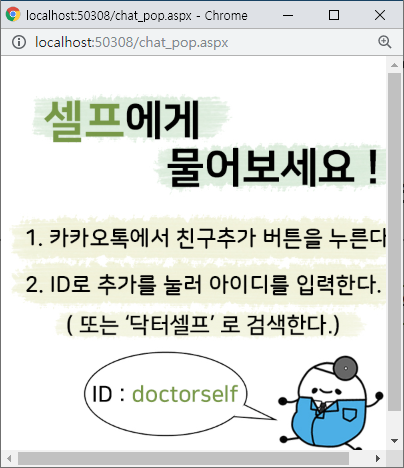 localhost:50308/chat_pop.aspx - Chrome
localhost:50308/chat_pop.aspx
셀프에게
물어보세요 !
1. 카카오톡에서 친구추가 버튼을 누른다
2. ID로 추가를 눌러 아이디를 입력한다.
( 또는 ‘닥터셀프’ 로 검색한다.)
ID : doctorself